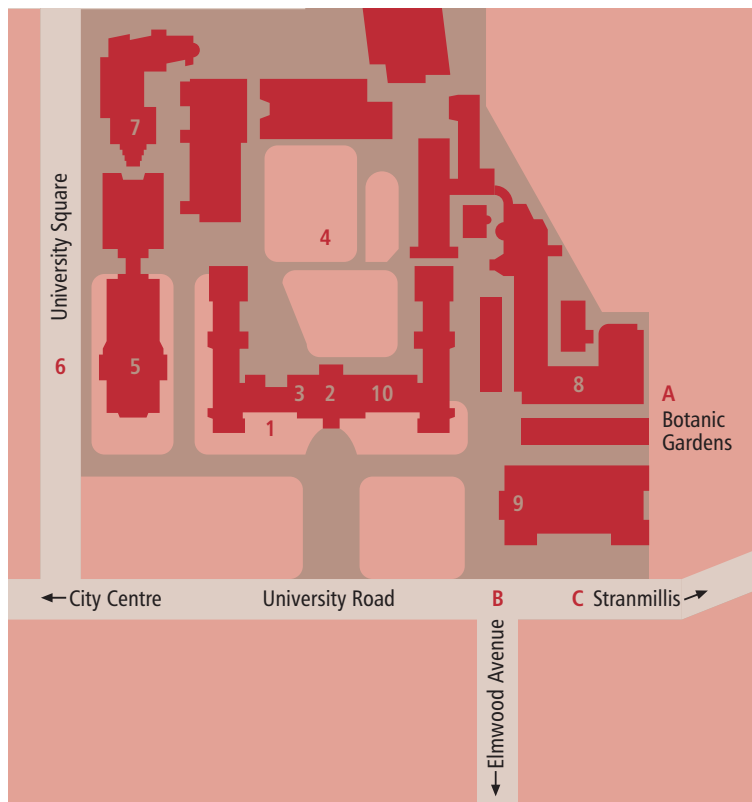 7
University Square
4
6
5
3 2 10
8
A
Botanic
Gardens
1
9
←City Centre
University Road
B
C Stranmillis→
←Elmwood Avenue